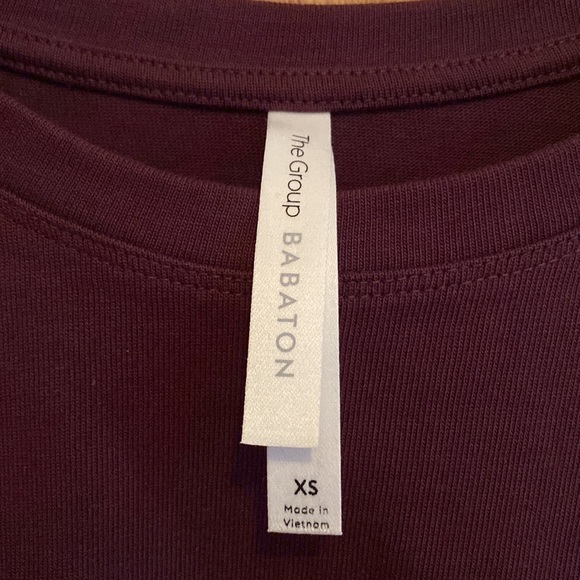 The Group BABATON
XS
Made in
Vietnam